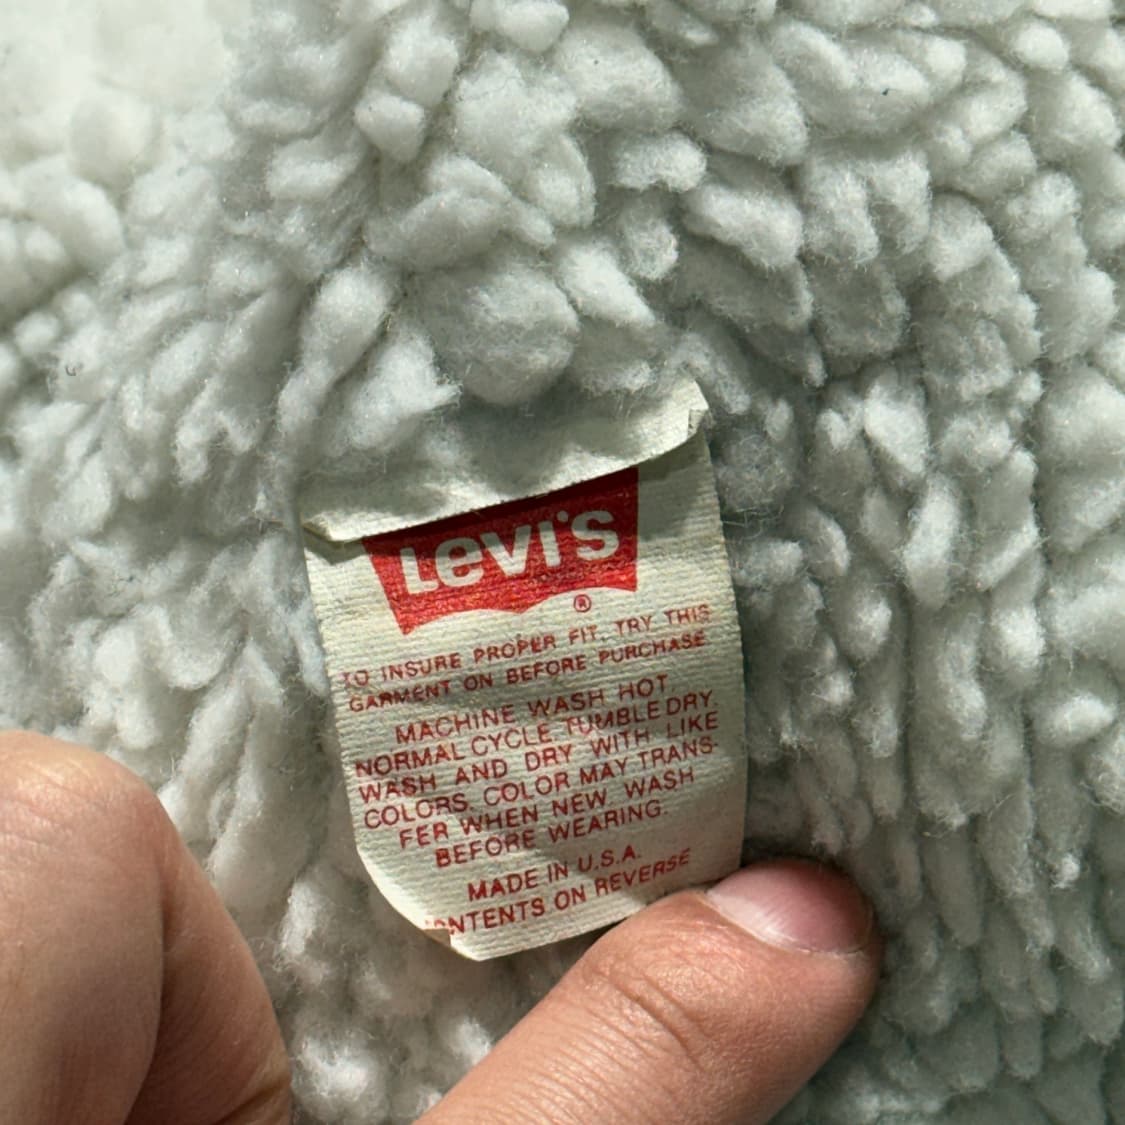 Levi's
®
TO INSURE PROPER FIT, TRY THIS
GARMENT ON BEFORE PURCHASE
MACHINE WASH HOT
NORMAL CYCLE TUMBLE DRY.
WASH AND DRY WITH LIKE
COLORS. COLOR MAY TRANS-
FER WHEN NEW. WASH
BEFORE WEARING.
MADE IN U.S.A.
ONTENTS ON REVERSE